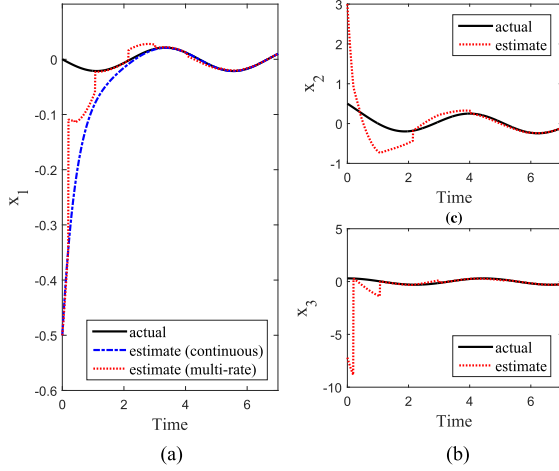 0
-0.1
-0.2
-0.3
-0.4
-0.5
-0.6
x1
0 2 4 6
Time
actual
estimate (continuous)
estimate (multi-rate)
(a)
3
2
1
0
-1
x2
actual
estimate
0 2 4 6
Time
(c)
5
0
-5
-10
x3
actual
estimate
0 2 4 6
Time
(b)